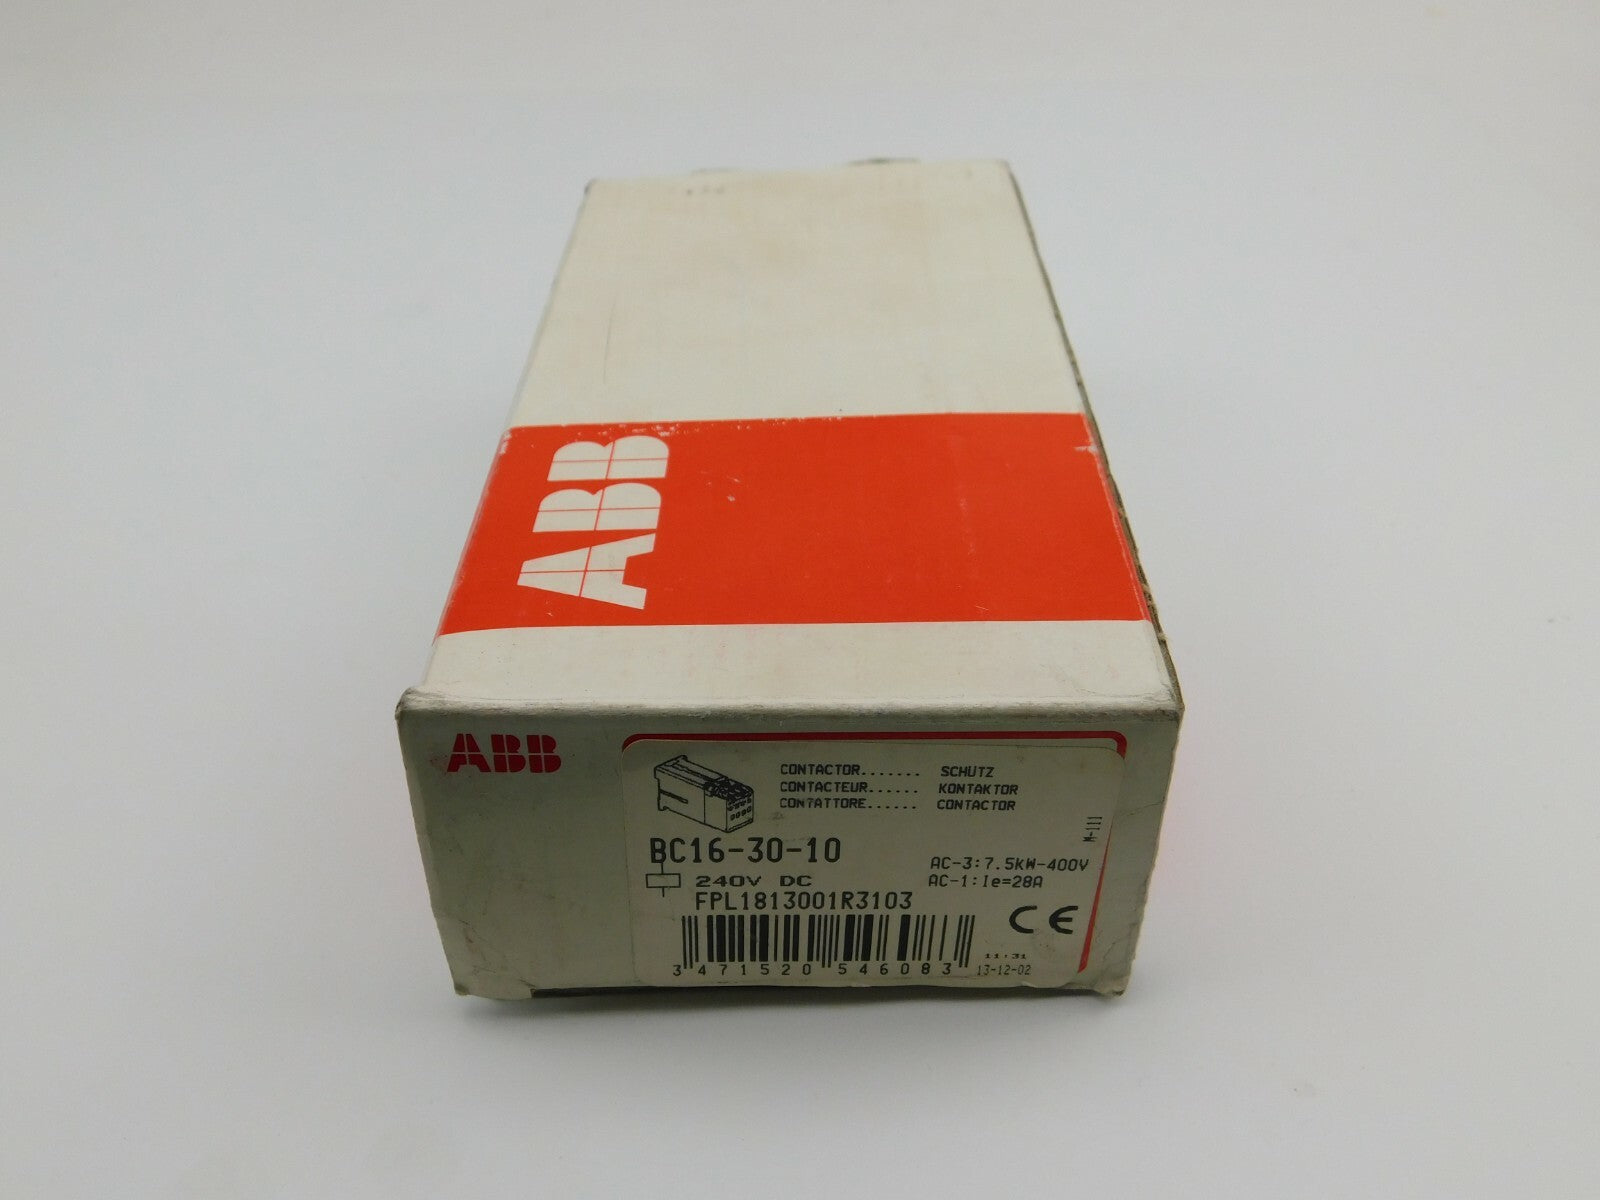 ABB
ABB
CONTACTOR....... SCHUTZ
CONTACTEUR...... KONTAKTOR
CONTATTORE...... CONTACTOR
M-111
BC16-30-10
AC-3:7.5kW-400V
240V DC
AC-1:Ie=28A
FPL1813001R3103
CE
11:31
3 471520 546083
13-12-02